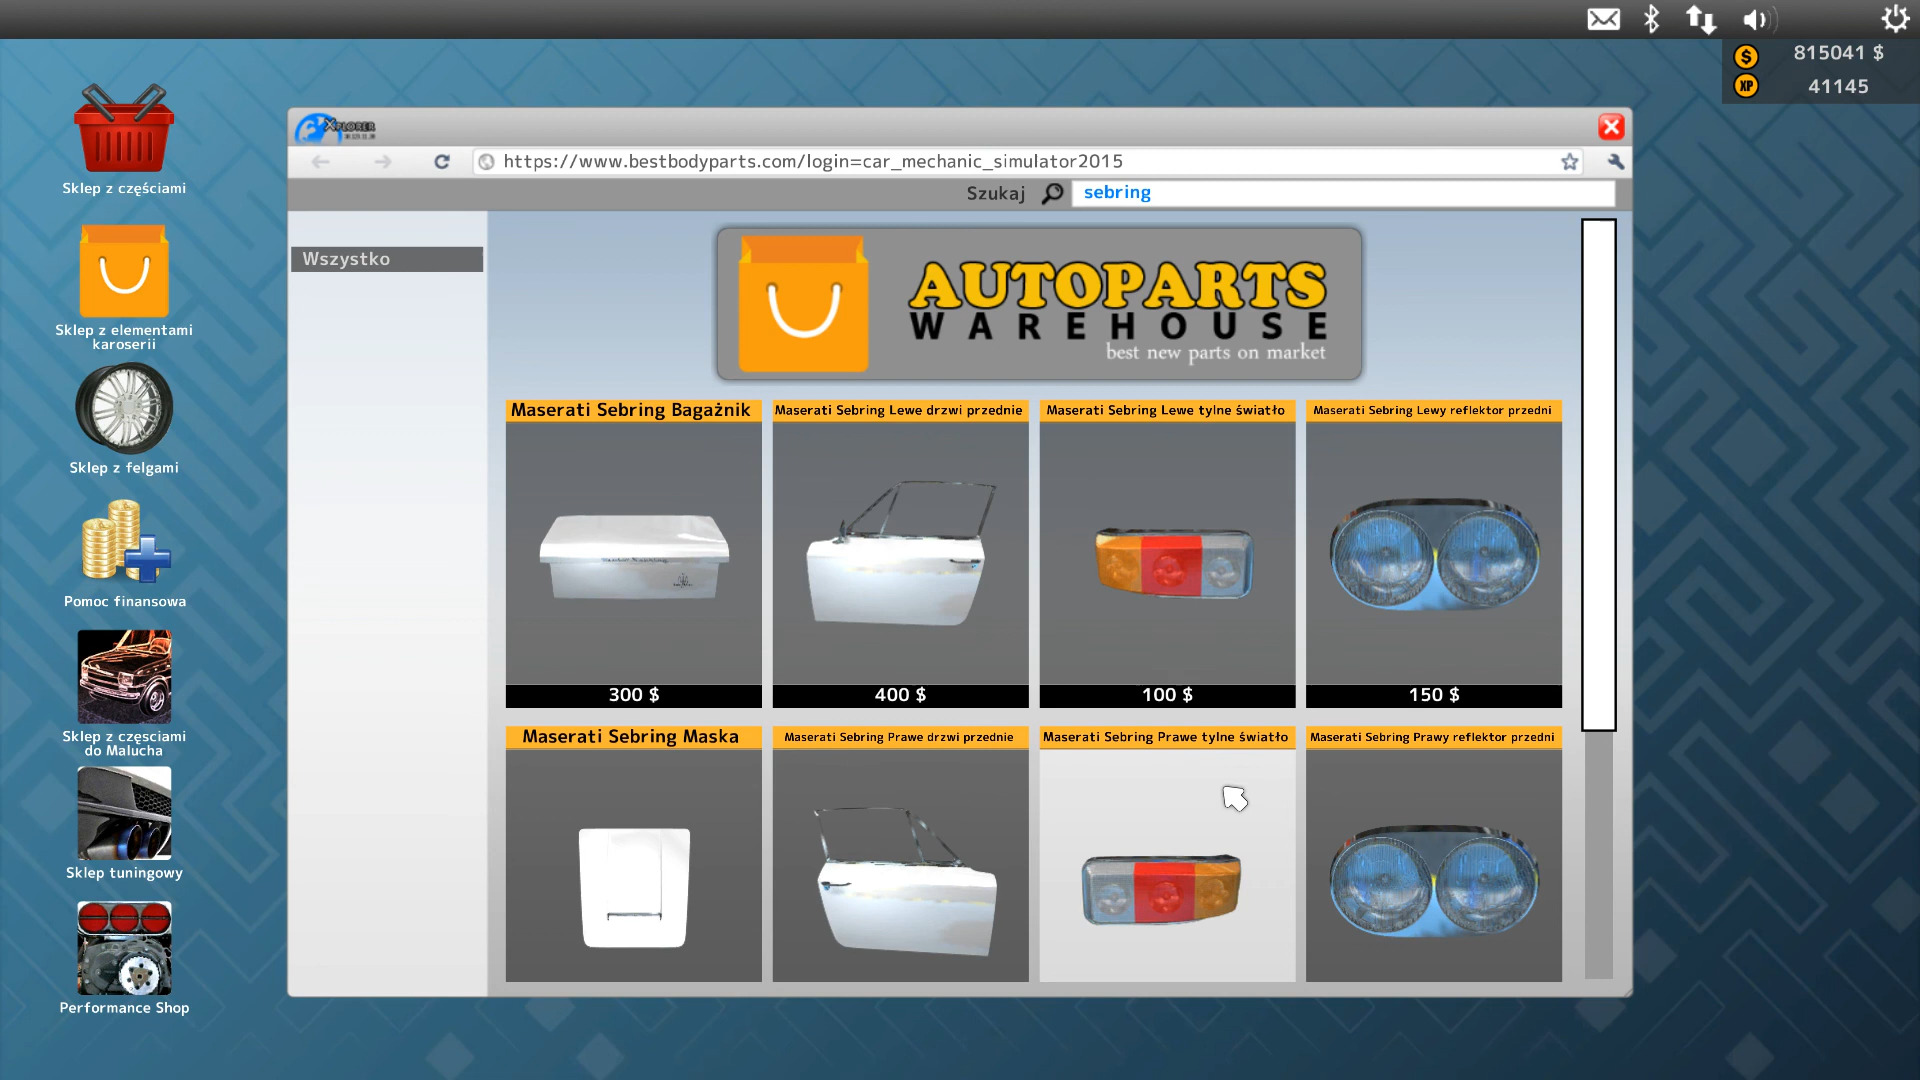 815041 $
XP 41145
Sklep z częściami
Sklep z elementami
karoserii
Sklep z felgami
Pomoc finansowa
Sklep z częsciami
do Malucha
Sklep tuningowy
Performance Shop
XPLORER
https://www.bestbodyparts.com/login=car_mechanic_simulator2015
Szukaj sebring
Wszystko
AUTOPARTS
WAREHOUSE
best new parts on market
Maserati Sebring Bagażnik
300 $
Maserati Sebring Lewe drzwi przednie
400 $
Maserati Sebring Lewe tylne światło
100 $
Maserati Sebring Lewy reflektor przedni
150 $
Maserati Sebring Maska
Maserati Sebring Prawe drzwi przednie
Maserati Sebring Prawe tylne światło
Maserati Sebring Prawy reflektor przedni